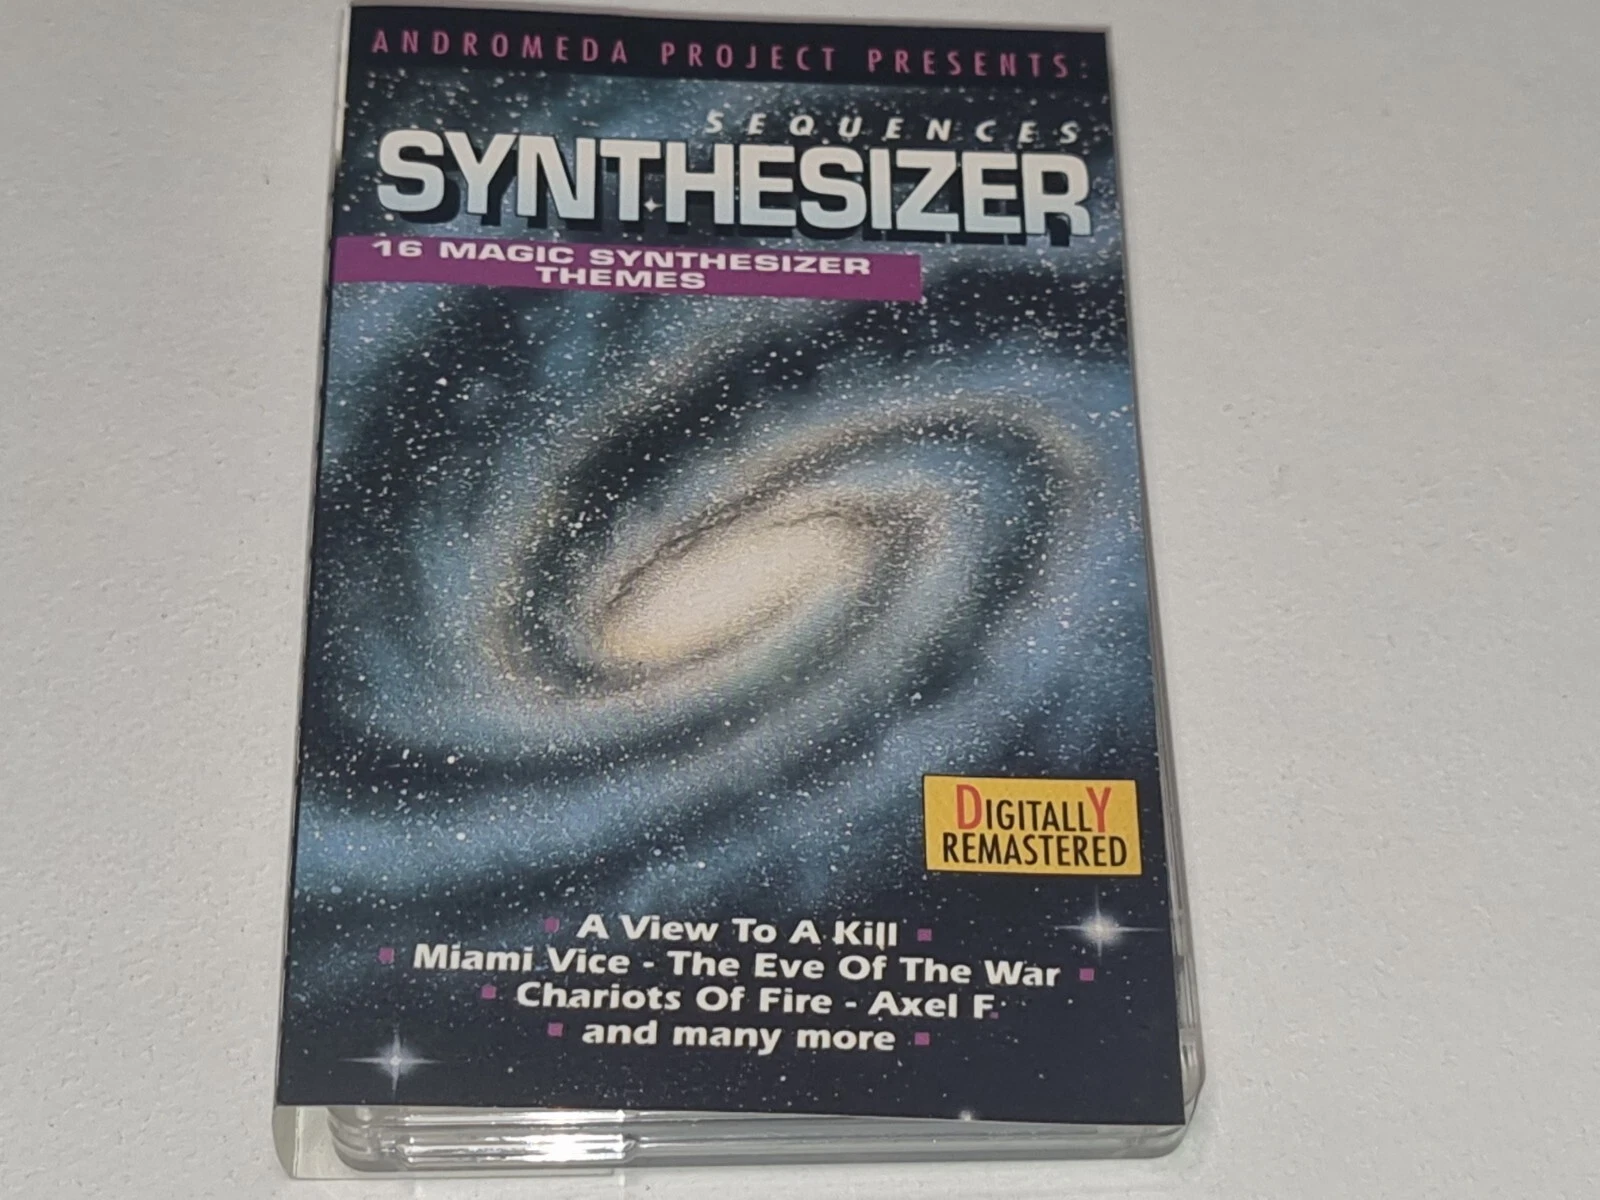 ANDROMEDA PROJECT PRESENTS:
SEQUENCES
SYNTHESIZER
16 MAGIC SYNTHESIZER
THEMES
DIGITALLY
REMASTERED
A View To A Kill
Miami Vice - The Eve Of The War
Chariots Of Fire - Axel F.
and many more